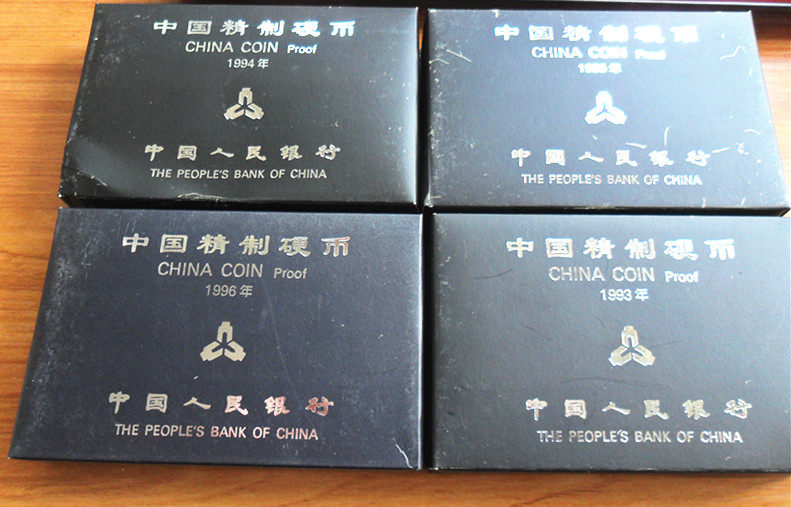 中国精制硬币
CHINA COIN Proof
1994年
中国人民银行
THE PEOPLE'S BANK OF CHINA
中国精制硬币
CHINA COIN Proof
1995年
中国人民银行
THE PEOPLE'S BANK OF CHINA
中国精制硬币
CHINA COIN Proof
1996年
中国人民银行
THE PEOPLE'S BANK OF CHINA
中国精制硬币
CHINA COIN Proof
1993年
中国人民银行
THE PEOPLE'S BANK OF CHINA